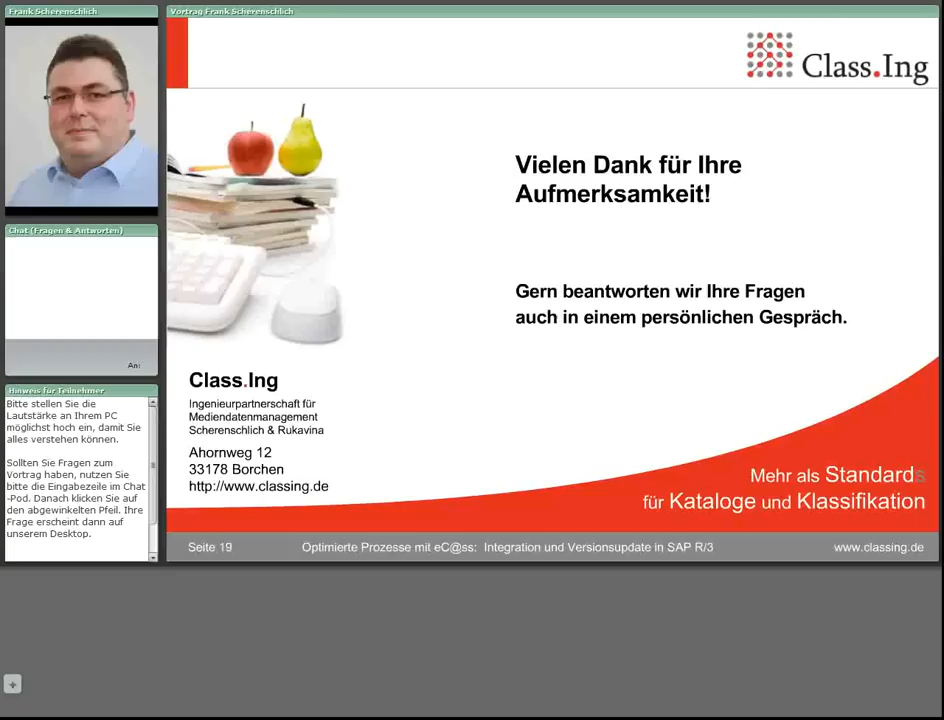 Frank Scherenschlich
Vortrag Frank Scherenschlich
Class.Ing
Vielen Dank für Ihre
Aufmerksamkeit!
Gern beantworten wir Ihre Fragen
auch in einem persönlichen Gespräch.
Chat (Fragen & Antworten)
An:
Hinweis für Teilnehmer
Bitte stellen Sie die
Lautstärke an Ihrem PC
möglichst hoch ein, damit Sie
alles verstehen können.
Sollten Sie Fragen zum
Vortrag haben, nutzen Sie
bitte die Eingabezeile im Chat
-Pod. Danach klicken Sie auf
den abgewinkelten Pfeil. Ihre
Frage erscheint dann auf
unserem Desktop.
Class.Ing
Ingenieurpartnerschaft für
Mediendatenmanagement
Scherenschlich & Rukavina
Ahornweg 12
33178 Borchen
http://www.classing.de
Mehr als Standards
für Kataloge und Klassifikation
Seite 19
Optimierte Prozesse mit eC@ss: Integration und Versionsupdate in SAP R/3
www.classing.de